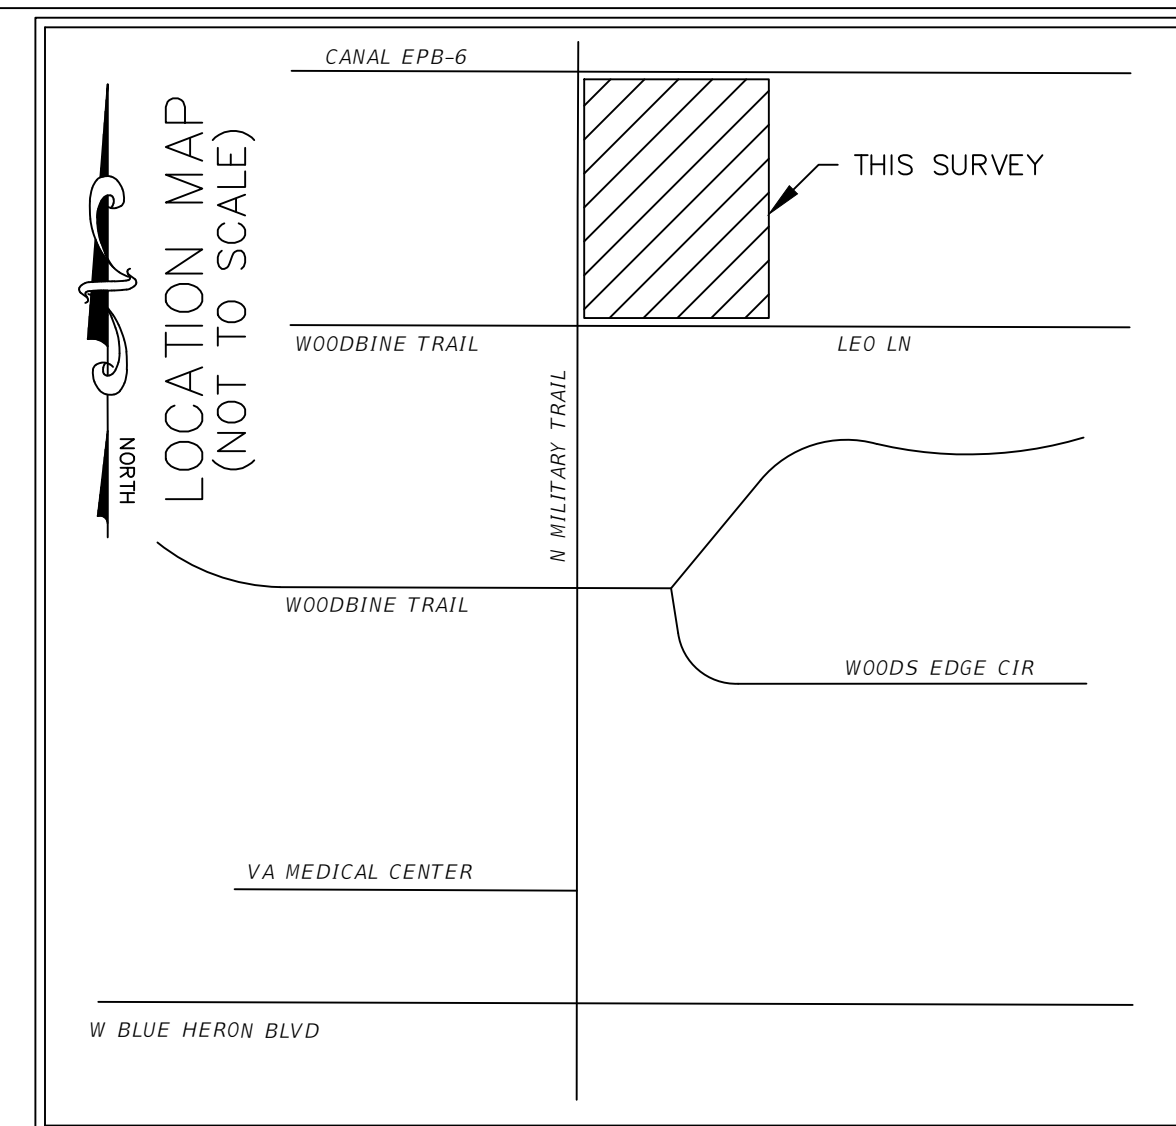 CANAL EPB-6
LOCATION MAP
(NOT TO SCALE)
THIS SURVEY
WOODBINE TRAIL
LEO LN
N MILITARY TRAIL
NORTH
WOODBINE TRAIL
WOODS EDGE CIR
VA MEDICAL CENTER
W BLUE HERON BLVD